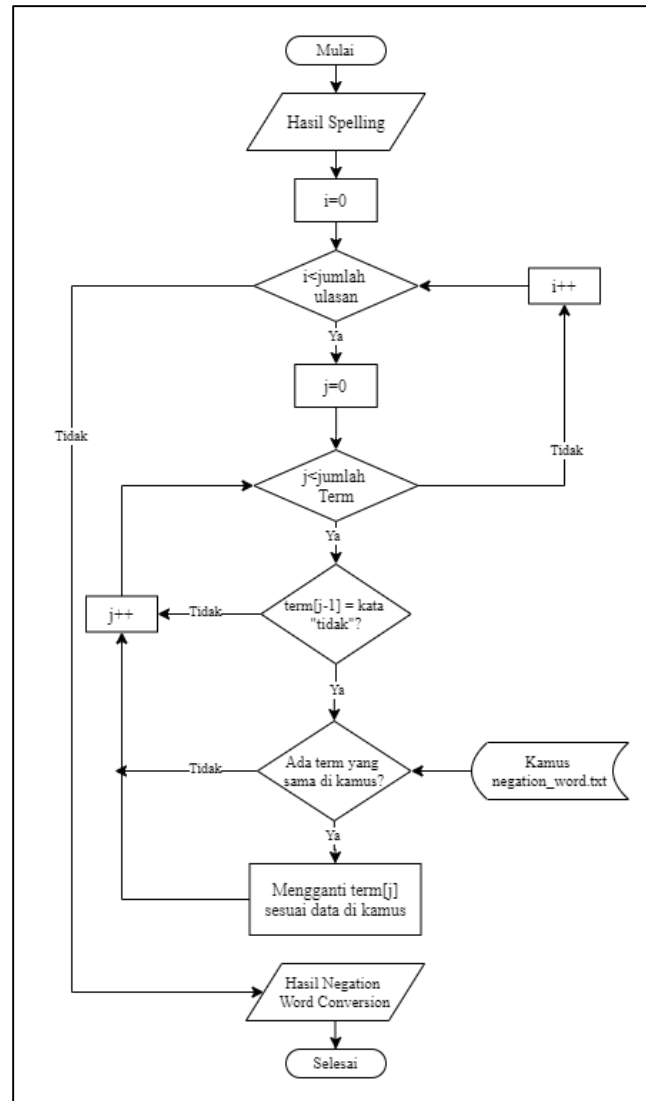 Mulai
Hasil Spelling
i=0
i<jumlah
ulasan
i++
Ya
j=0
Tidak
Tidak
j<jumlah
Term
Ya
j++
Tidak
term[j-1] = kata
"tidak"?
Ya
Tidak
Ada term yang
sama di kamus?
Kamus
negation_word.txt
Ya
Mengganti term[j]
sesuai data di kamus
Hasil Negation
Word Conversion
Selesai